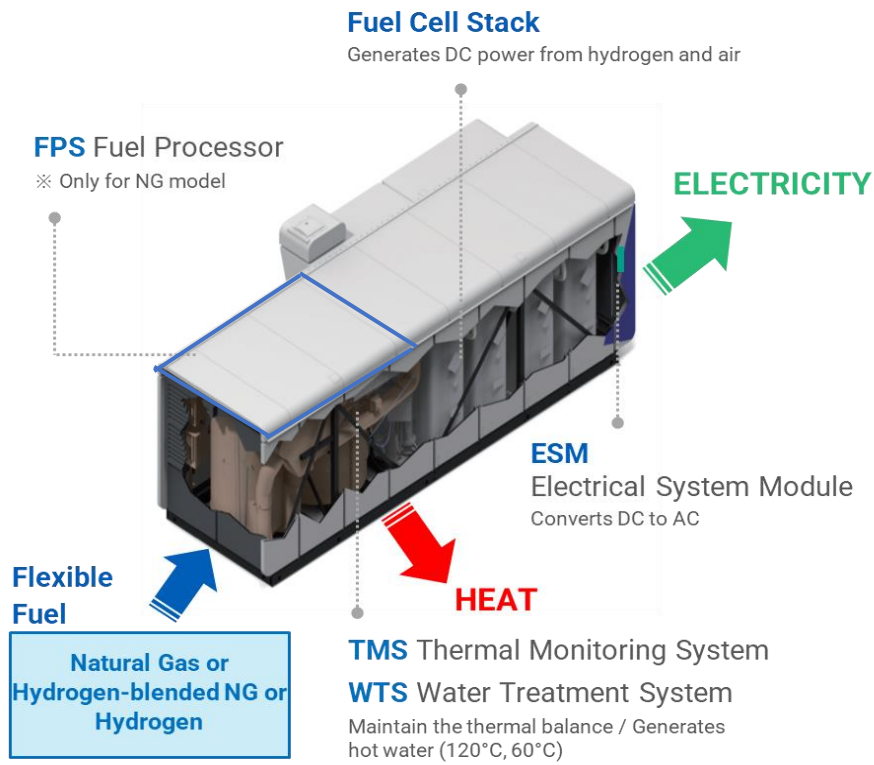 Fuel Cell Stack
Generates DC power from hydrogen and air
FPS Fuel Processor
※ Only for NG model
ELECTRICITY
ESM
Electrical System Module
Converts DC to AC
Flexible
Fuel
HEAT
Natural Gas or
Hydrogen-blended NG or
Hydrogen
TMS Thermal Monitoring System
WTS Water Treatment System
Maintain the thermal balance / Generates
hot water (120°C, 60°C)